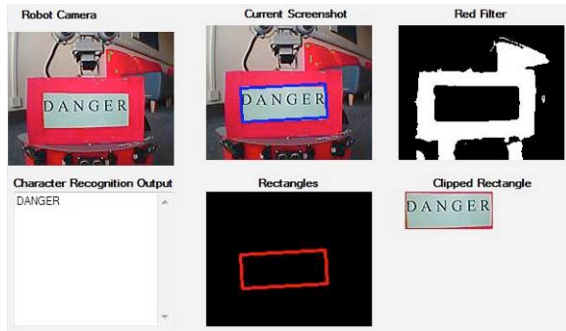 Robot Camera
Current Screenshot
Red Filter
DANGER
DANGER
Character Recognition Output
Rectangles
Clipped Rectangle
DANGER
DANGER